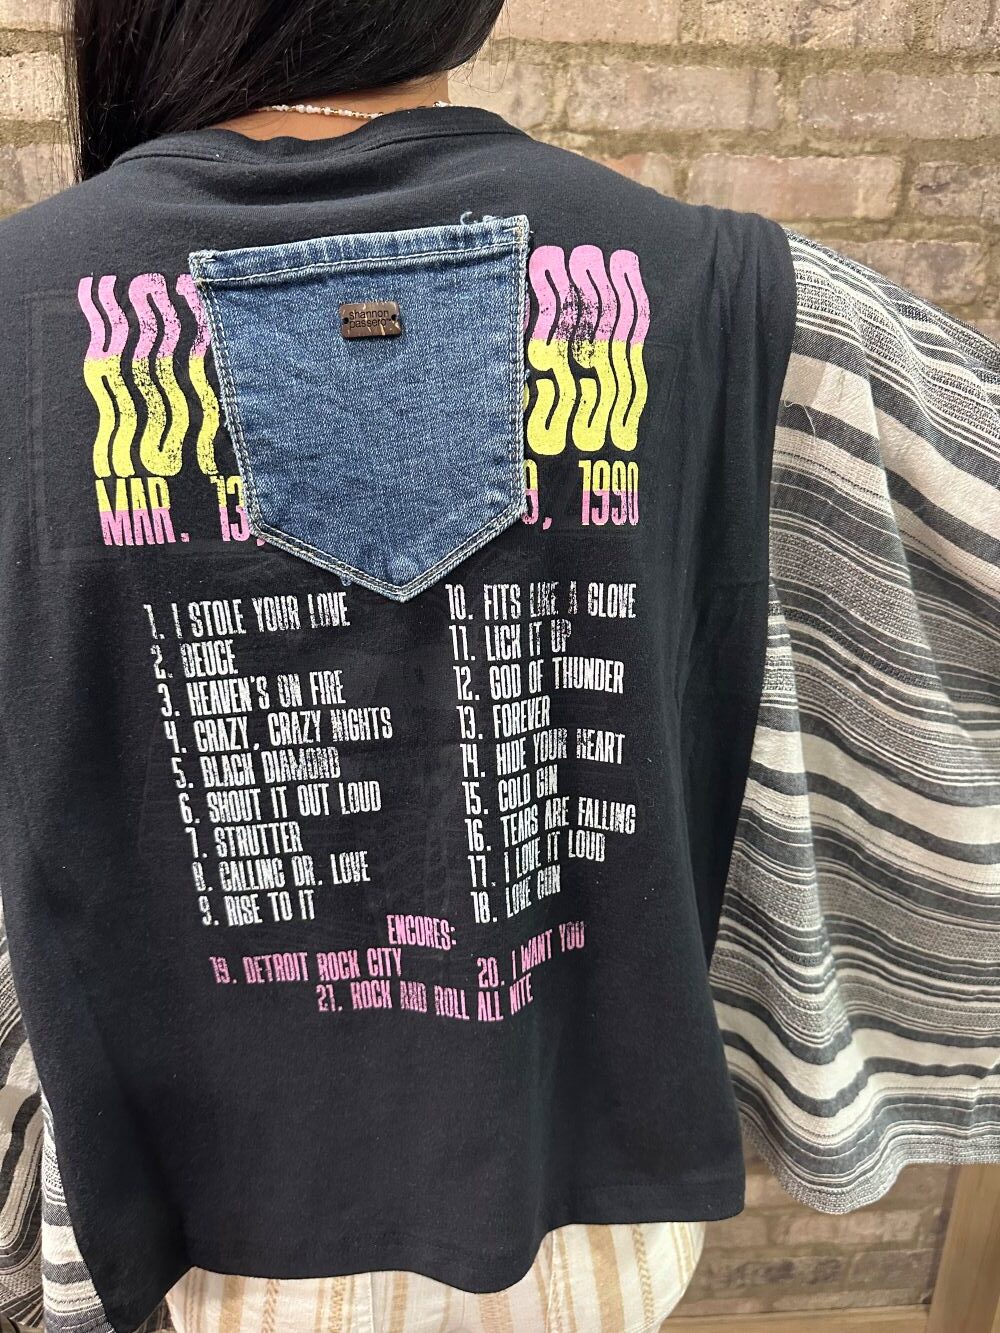 shannon
passero
HOT 1990
MAR. 13, 9, 1990
1. I STOLE YOUR LOVE
2. DEUCE
3. HEAVEN'S ON FIRE
4. CRAZY, CRAZY NIGHTS
5. BLACK DIAMOND
6. SHOUT IT OUT LOUD
7. STRUTTER
8. CALLING DR. LOVE
9. RISE TO IT
10. FITS LIKE A GLOVE
11. LICK IT UP
12. GOD OF THUNDER
13. FOREVER
14. HIDE YOUR HEART
15. COLD GIN
16. TEARS ARE FALLING
17. I LOVE IT LOUD
18. LOVE GUN
ENCORES:
19. DETROIT ROCK CITY
20. I WANT YOU
21. ROCK AND ROLL ALL NITE